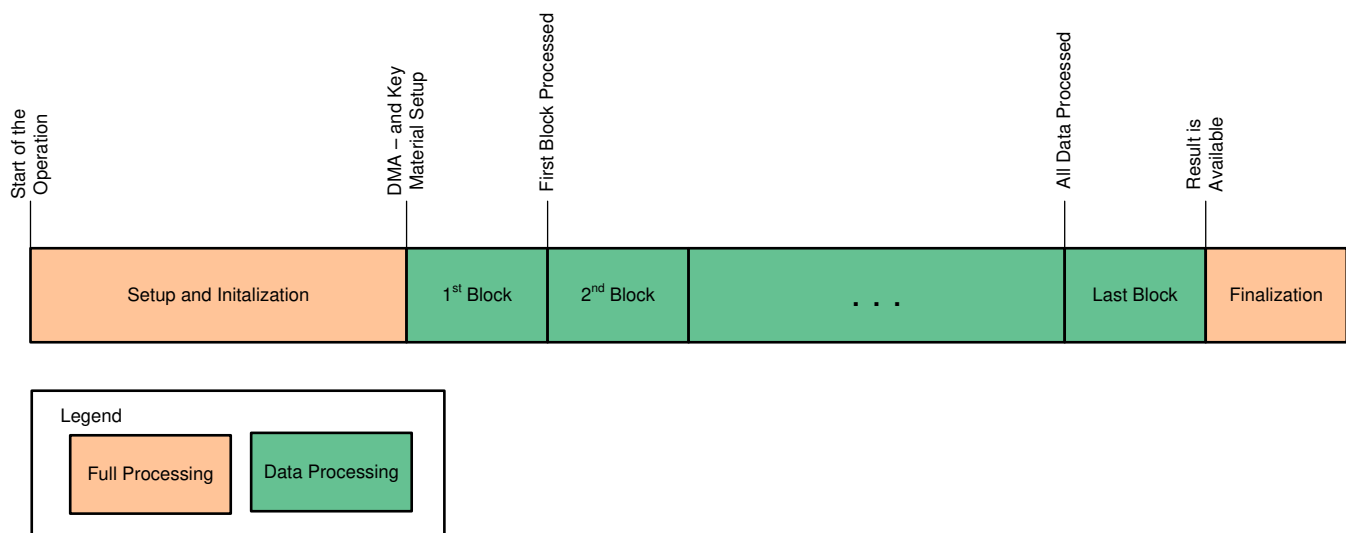 Start of the
Operation
DMA – and Key
Material Setup
First Block Processed
All Data Processed
Result is
Available
Setup and Initalization
1st Block
2nd Block
. . .
Last Block
Finalization
Legend
Full Processing
Data Processing